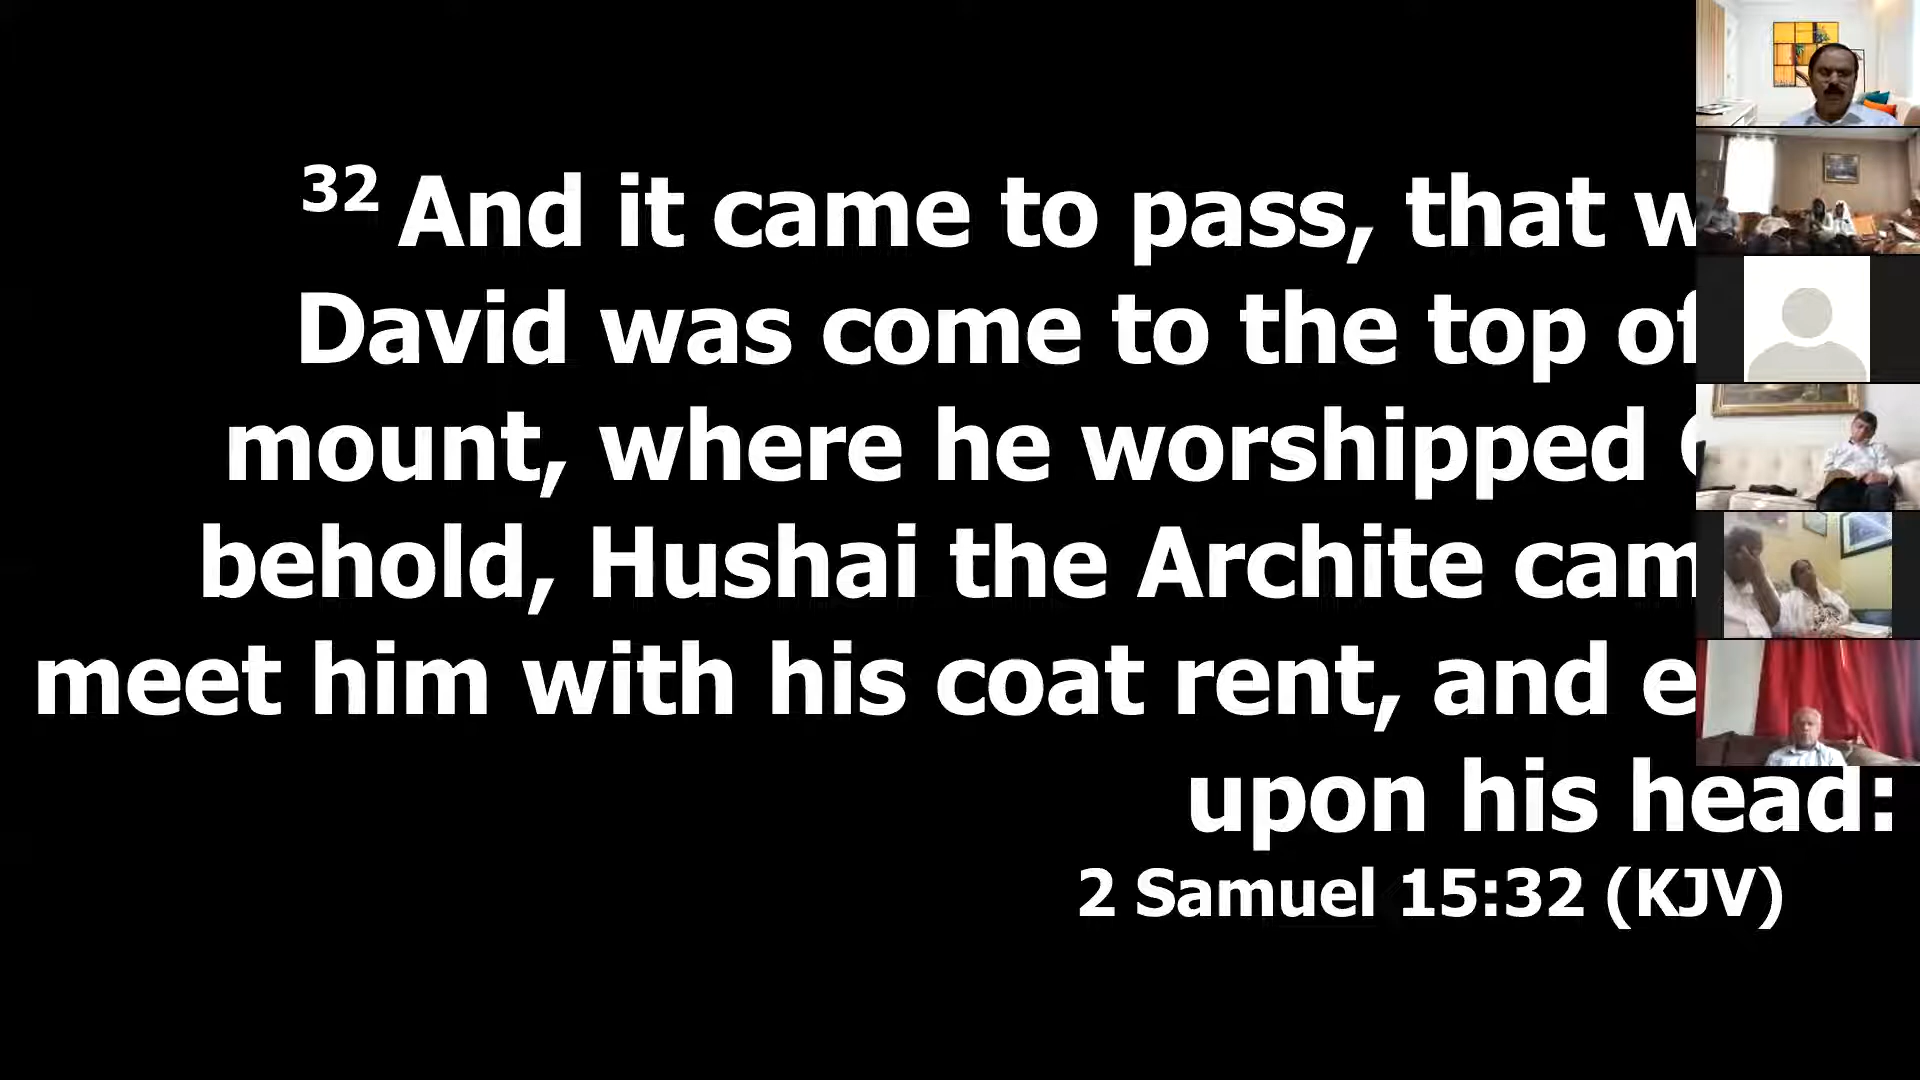 32 And it came to pass, that
David was come to the top of
mount, where he worshipped
behold, Hushai the Archite
meet him with his coat rent, and
upon his head:
2 Samuel 15:32 (KJV)